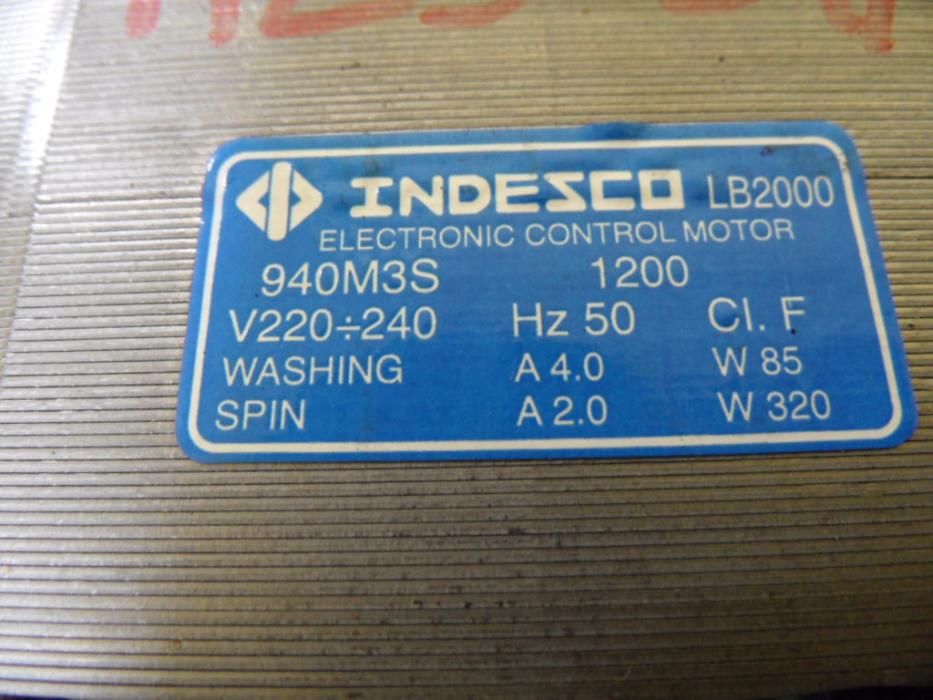 INDESCO LB2000
ELECTRONIC CONTROL MOTOR
940M3S 1200
V220÷240 Hz 50 Cl. F
WASHING A 4.0 W 85
SPIN A 2.0 W 320